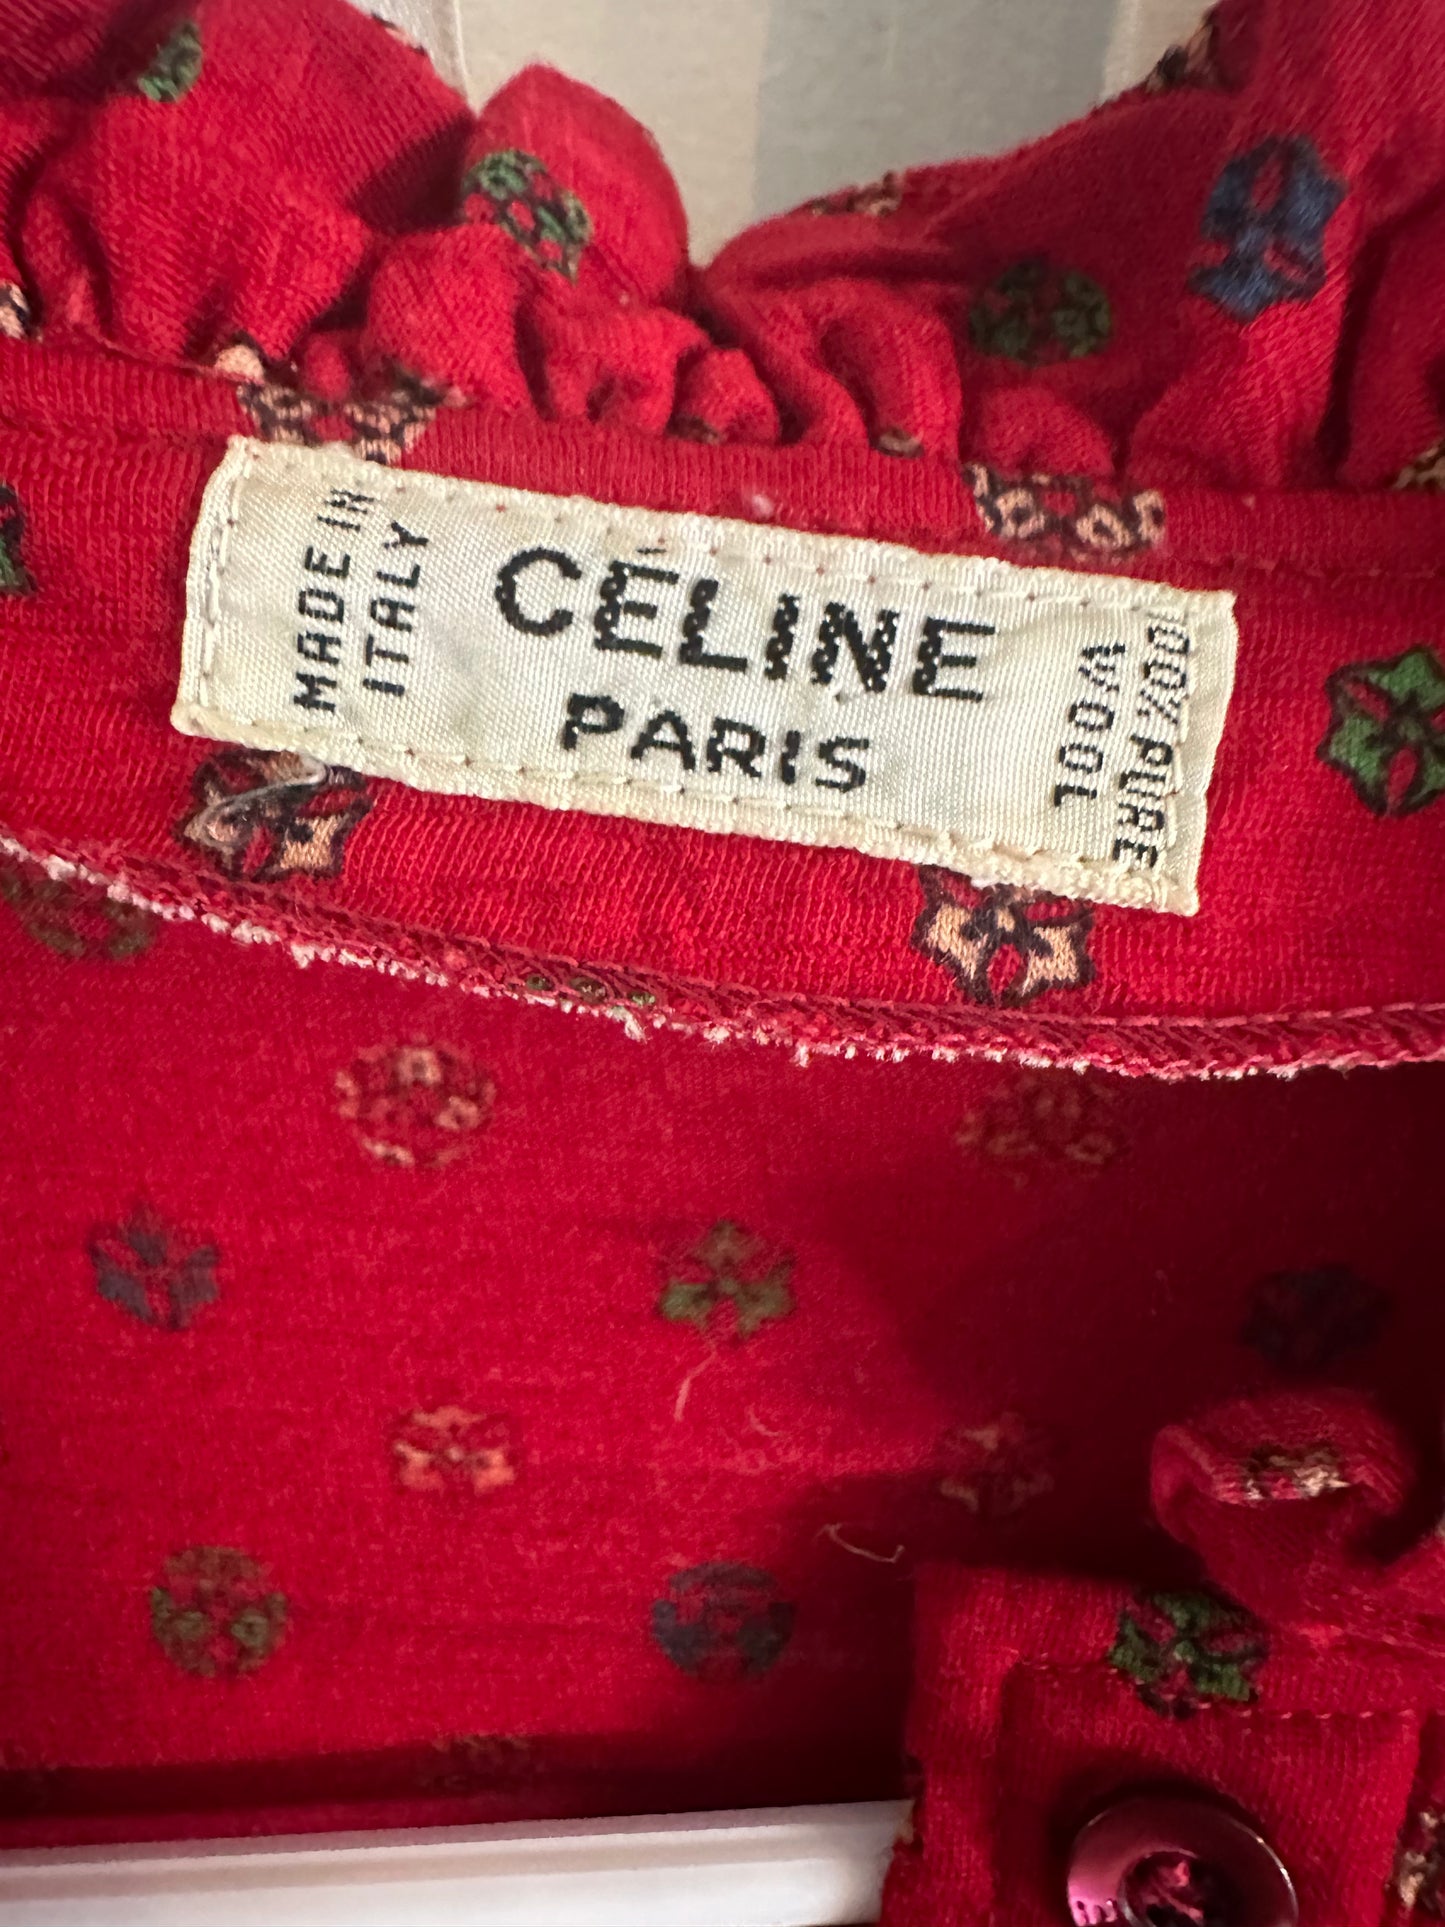 MADE IN
ITALY
CÉLINE
PARIS
100% PURE
WOOL